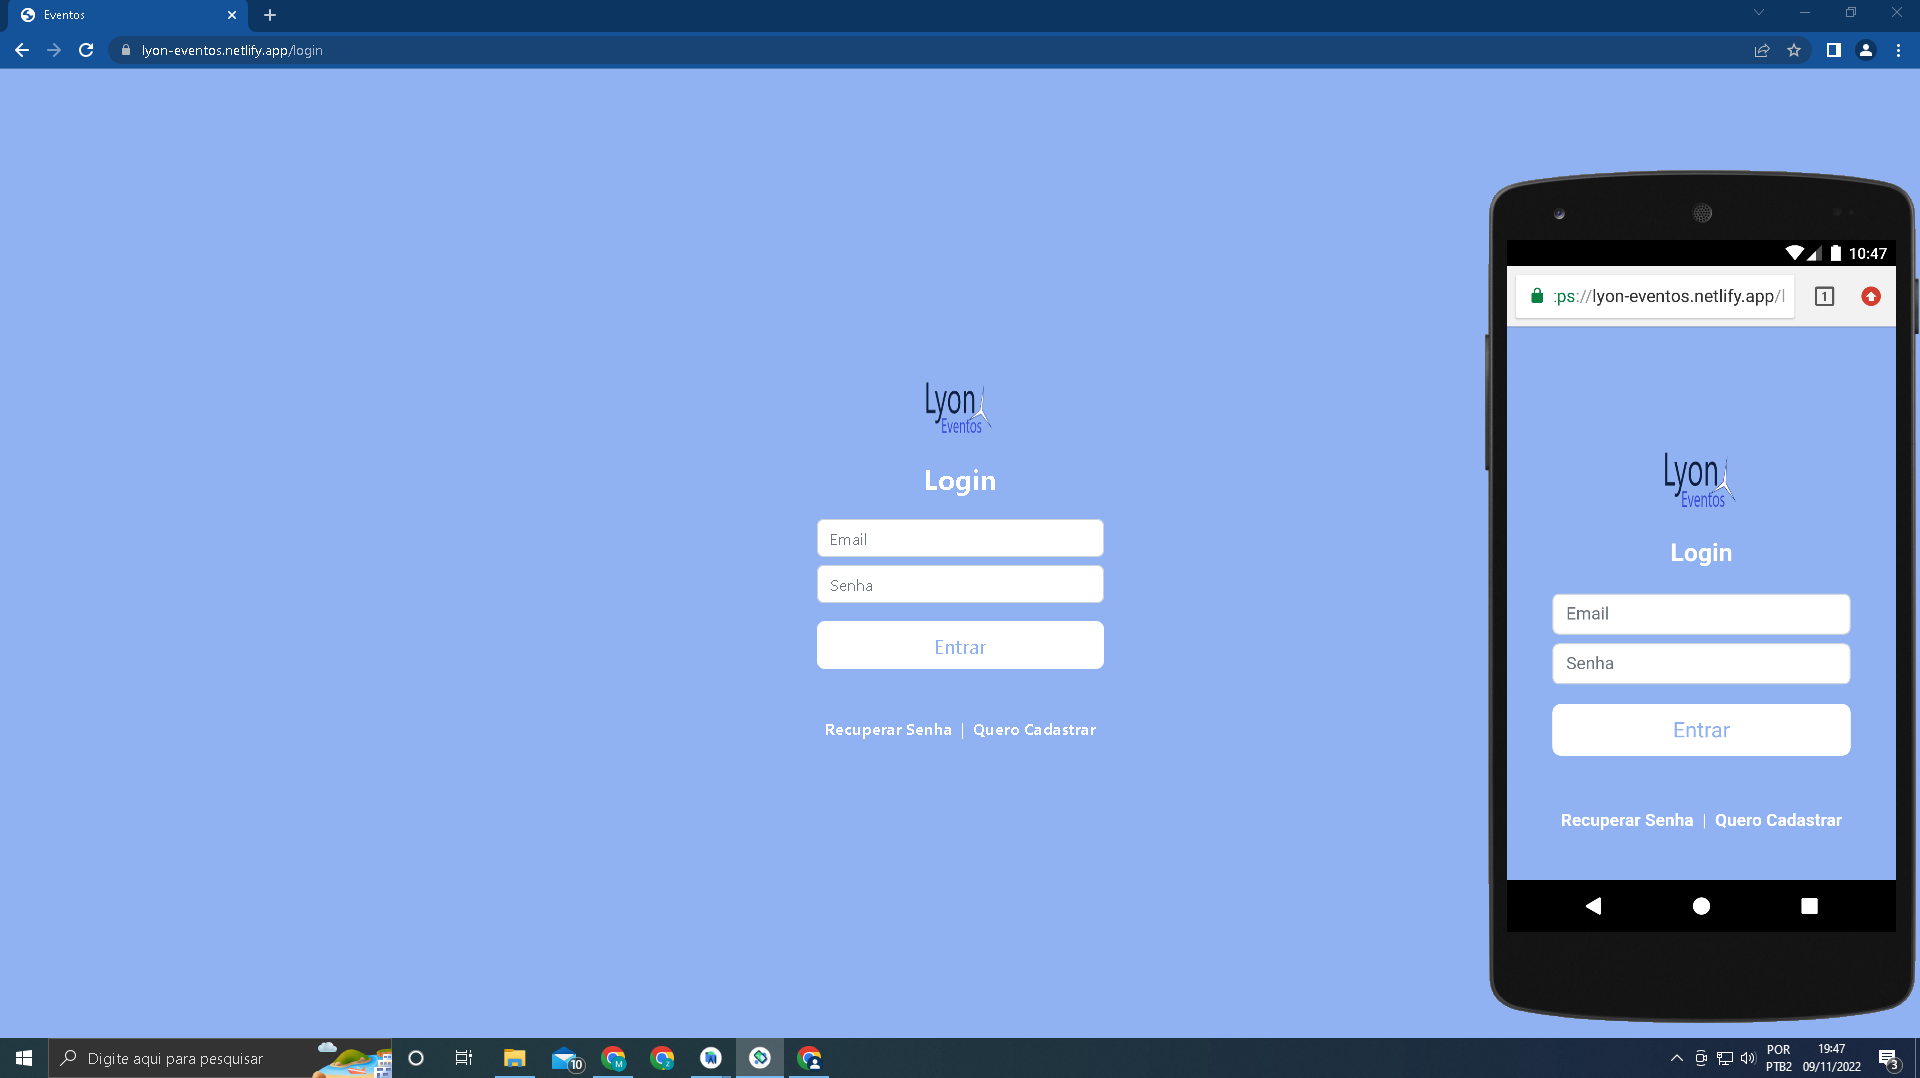 Eventos
lyon-eventos.netlify.app/login
Lyon
Eventos
Login
Email
Senha
Entrar
Recuperar Senha | Quero Cadastrar
10:47
:ps://lyon-eventos.netlify.app/l
1
Lyon
Eventos
Login
Email
Senha
Entrar
Recuperar Senha | Quero Cadastrar
Digite aqui para pesquisar
10
M
2
POR
PTB2
19:47
09/11/2022
3